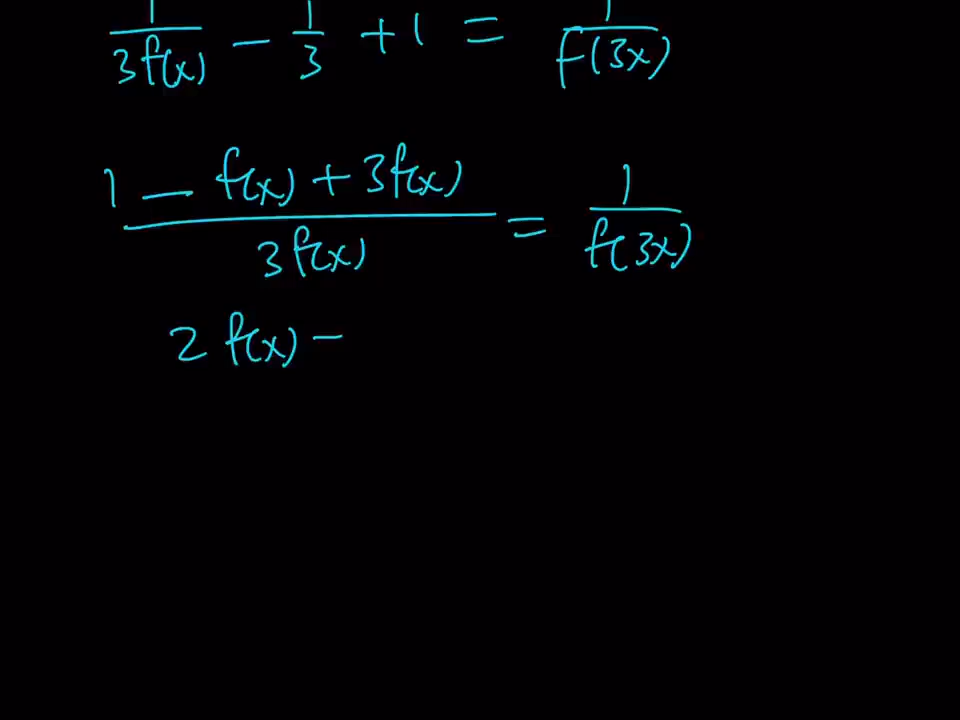 1/3f(x) - 1/3 + 1 = 1/f(3x)
(1 - f(x) + 3f(x))/3f(x) = 1/f(3x)
2 f(x) -